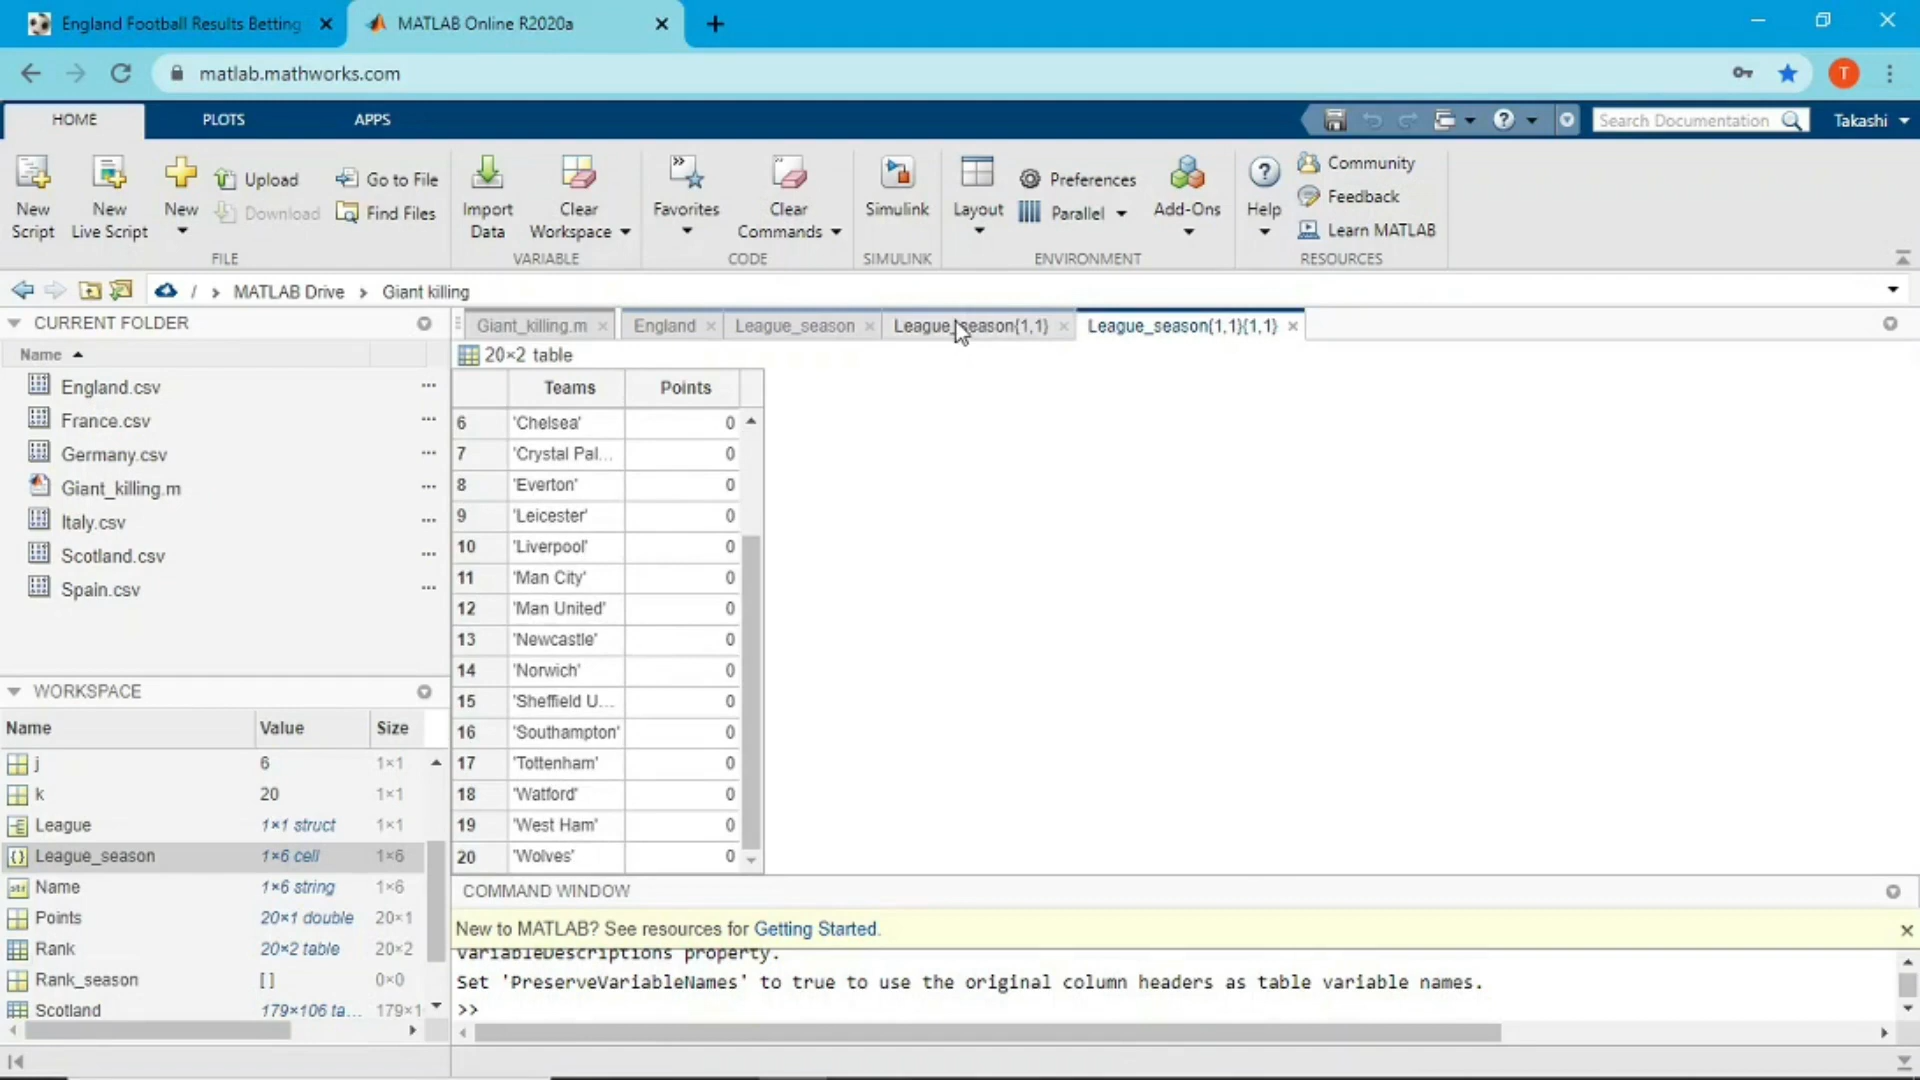 England Football Results Betting
MATLAB Online R2020a
matlab.mathworks.com
T
HOME
PLOTS
APPS
Search Documentation
Takashi
New Script
New Live Script
New
Upload
Download
Go to File
Find Files
FILE
Import Data
Clear Workspace
VARIABLE
Favorites
Clear Commands
CODE
Simulink
SIMULINK
Layout
Preferences
Parallel
Add-Ons
ENVIRONMENT
Help
Community
Feedback
Learn MATLAB
RESOURCES
/ > MATLAB Drive > Giant killing
CURRENT FOLDER
Name
England.csv
France.csv
Germany.csv
Giant_killing.m
Italy.csv
Scotland.csv
Spain.csv
WORKSPACE
Name Value Size
j 6 1×1
k 20 1×1
League 1×1 struct 1×1
League_season 1×6 cell 1×6
Name 1×6 string 1×6
Points 20×1 double 20×1
Rank 20×2 table 20×2
Rank_season [] 0×0
Scotland 179×106 ta... 179×1
Giant_killing.m England League_season League_season{1,1} League_season{1,1}{1,1}
20×2 table
Teams Points
6 'Chelsea' 0
7 'Crystal Pal... 0
8 'Everton' 0
9 'Leicester' 0
10 'Liverpool' 0
11 'Man City' 0
12 'Man United' 0
13 'Newcastle' 0
14 'Norwich' 0
15 'Sheffield U... 0
16 'Southampton' 0
17 'Tottenham' 0
18 'Watford' 0
19 'West Ham' 0
20 'Wolves' 0
COMMAND WINDOW
New to MATLAB? See resources for Getting Started.
VariableDescriptions property.
Set 'PreserveVariableNames' to true to use the original column headers as table variable names.
>>